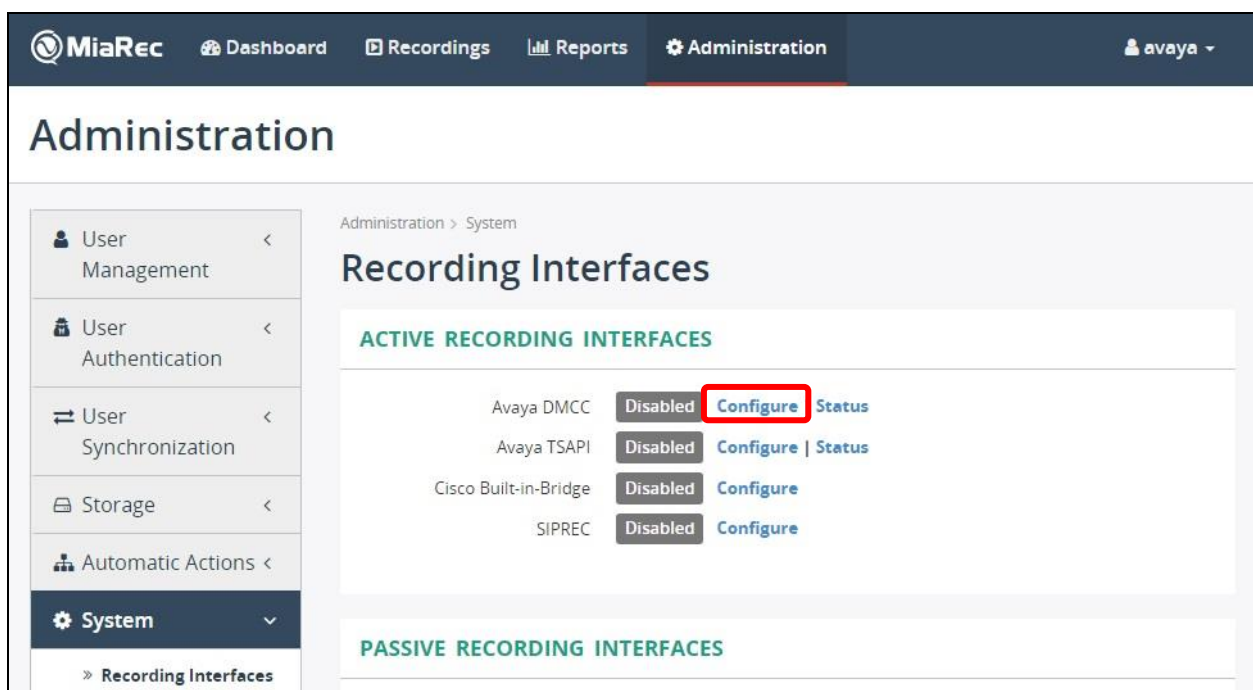 MiaRec Dashboard Recordings Reports Administration avaya
Administration
User
Management
User
Authentication
User
Synchronization
Storage
Automatic Actions
System
» Recording Interfaces
Administration > System
Recording Interfaces
ACTIVE RECORDING INTERFACES
Avaya DMCC Disabled Configure Status
Avaya TSAPI Disabled Configure | Status
Cisco Built-in-Bridge Disabled Configure
SIPREC Disabled Configure
PASSIVE RECORDING INTERFACES